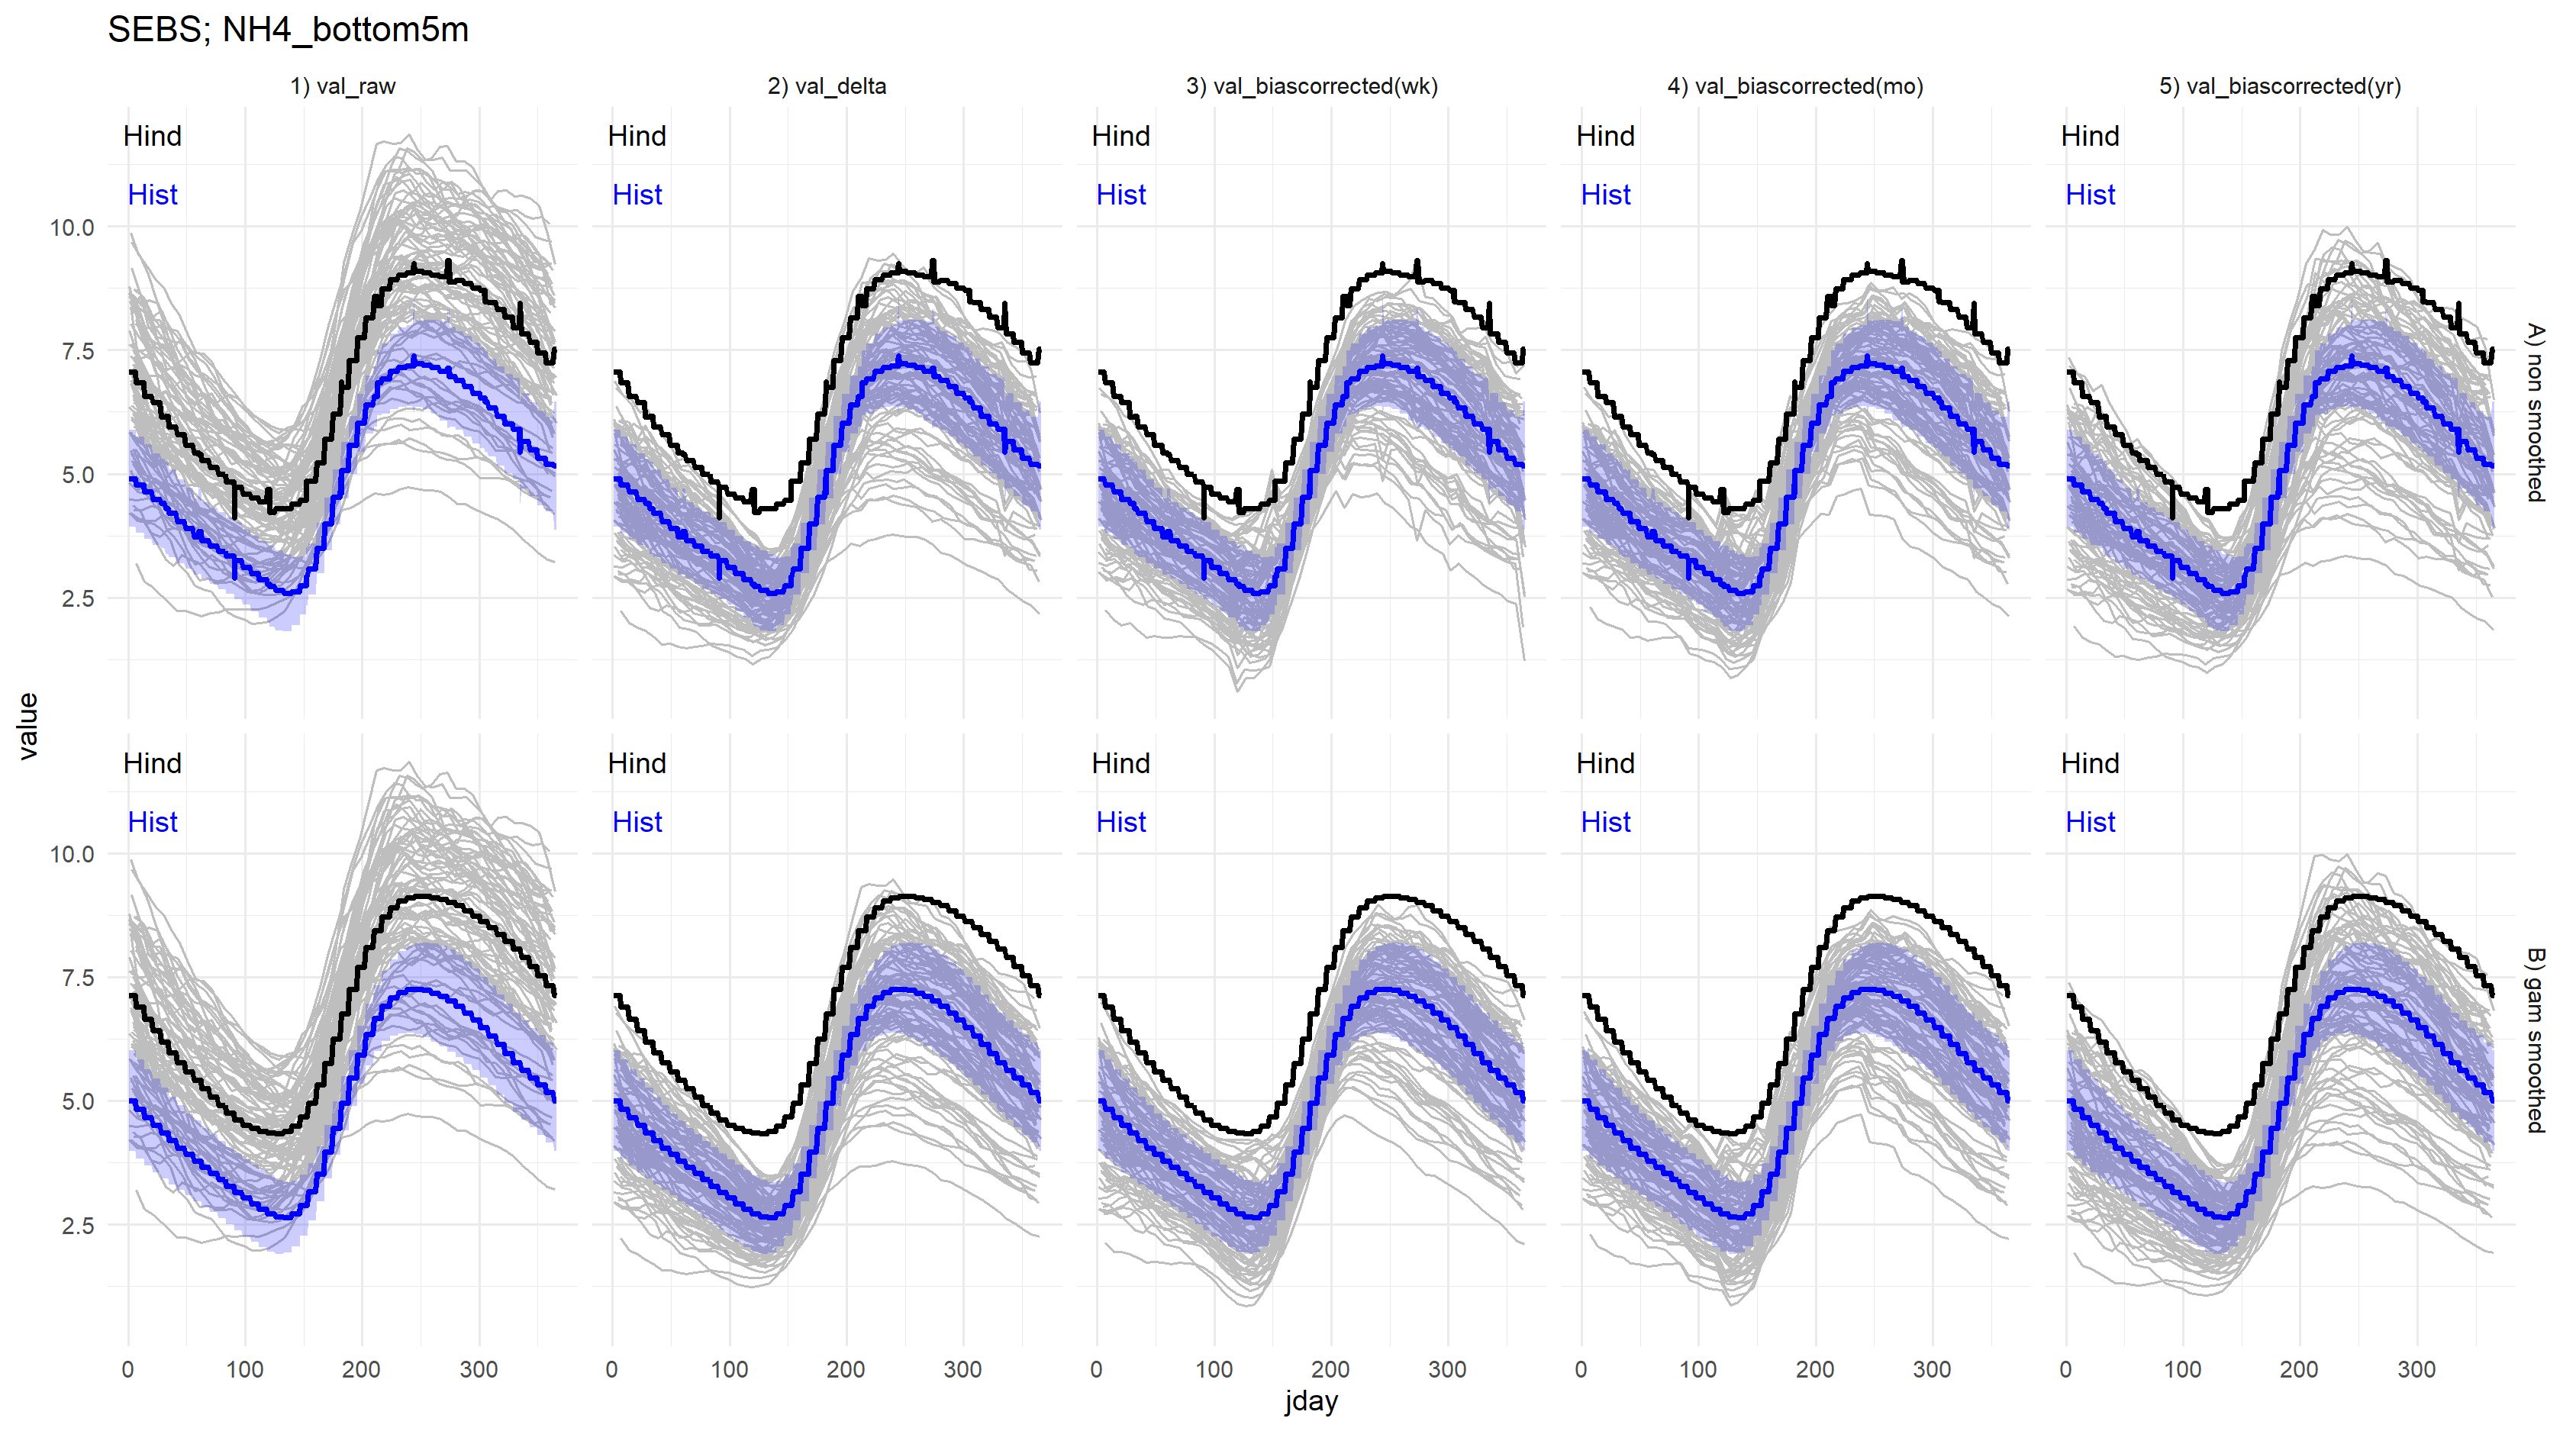 SEBS; NH4_bottom5m
1) val_raw
2) val_delta
3) val_biascorrected(wk)
4) val_biascorrected(mo)
5) val_biascorrected(yr)
Hind
Hist
Hind
Hist
Hind
Hist
Hind
Hist
Hind
Hist
10.0
7.5
5.0
2.5
A) non smoothed
value
Hind
Hist
Hind
Hist
Hind
Hist
Hind
Hist
Hind
Hist
10.0
7.5
5.0
2.5
B) gam smoothed
0 100 200 300
0 100 200 300
0 100 200 300
0 100 200 300
0 100 200 300
jday